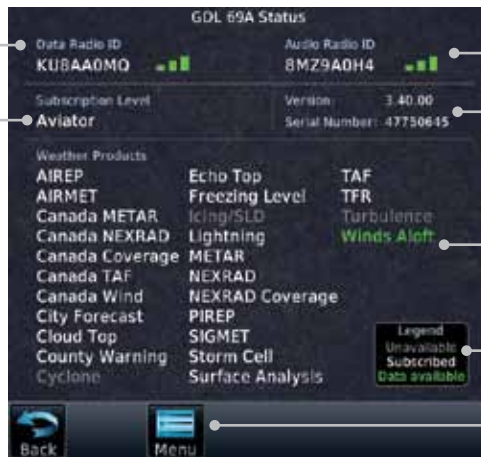 GDL 69A Status
Data Radio ID
KU8AA0MQ
Audio Radio ID
8MZ9A0H4
Subscription Level
Aviator
Version 3.40.00
Serial Number: 47750645
Weather Products
AIREP Echo Top TAF
AIRMET Freezing Level TFR
Canada METAR Icing/SLD Turbulence
Canada NEXRAD Lightning Winds Aloft
Canada Coverage METAR
Canada TAF NEXRAD
Canada Wind NEXRAD Coverage
City Forecast PIREP
Cloud Top SIGMET
County Warning Storm Cell
Cyclone Surface Analysis
Legend
Unavailable
Subscribed
Data available
Back Menu